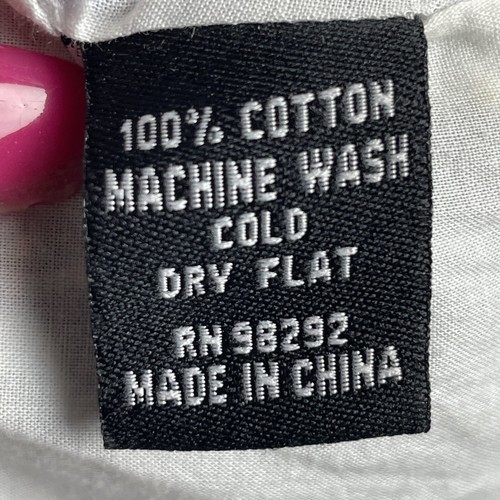 100% COTTON
MACHINE WASH
COLD
DRY FLAT
RN 98292
MADE IN CHINA